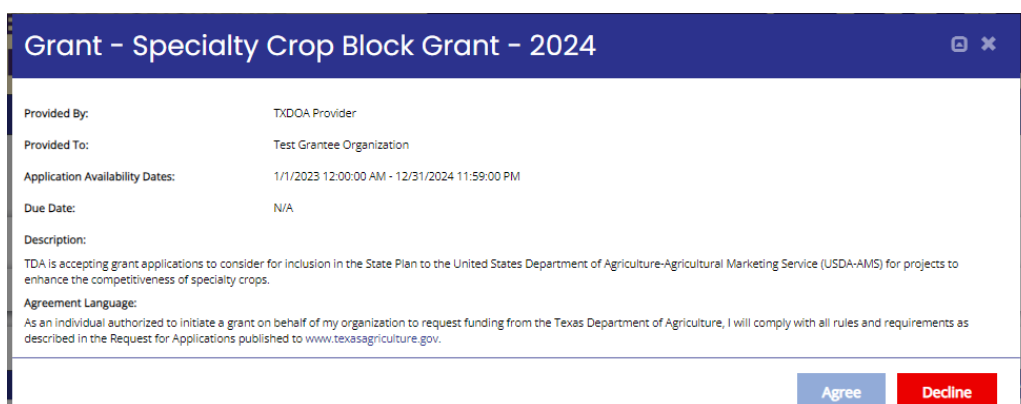 Grant - Specialty Crop Block Grant - 2024
Provided By: TXDOA Provider
Provided To: Test Grantee Organization
Application Availability Dates: 1/1/2023 12:00:00 AM - 12/31/2024 11:59:00 PM
Due Date: N/A
Description:
TDA is accepting grant applications to consider for inclusion in the State Plan to the United States Department of Agriculture-Agricultural Marketing Service (USDA-AMS) for projects to
enhance the competitiveness of specialty crops.
Agreement Language:
As an individual authorized to initiate a grant on behalf of my organization to request funding from the Texas Department of Agriculture, I will comply with all rules and requirements as
described in the Request for Applications published to www.texasagriculture.gov.
Agree Decline